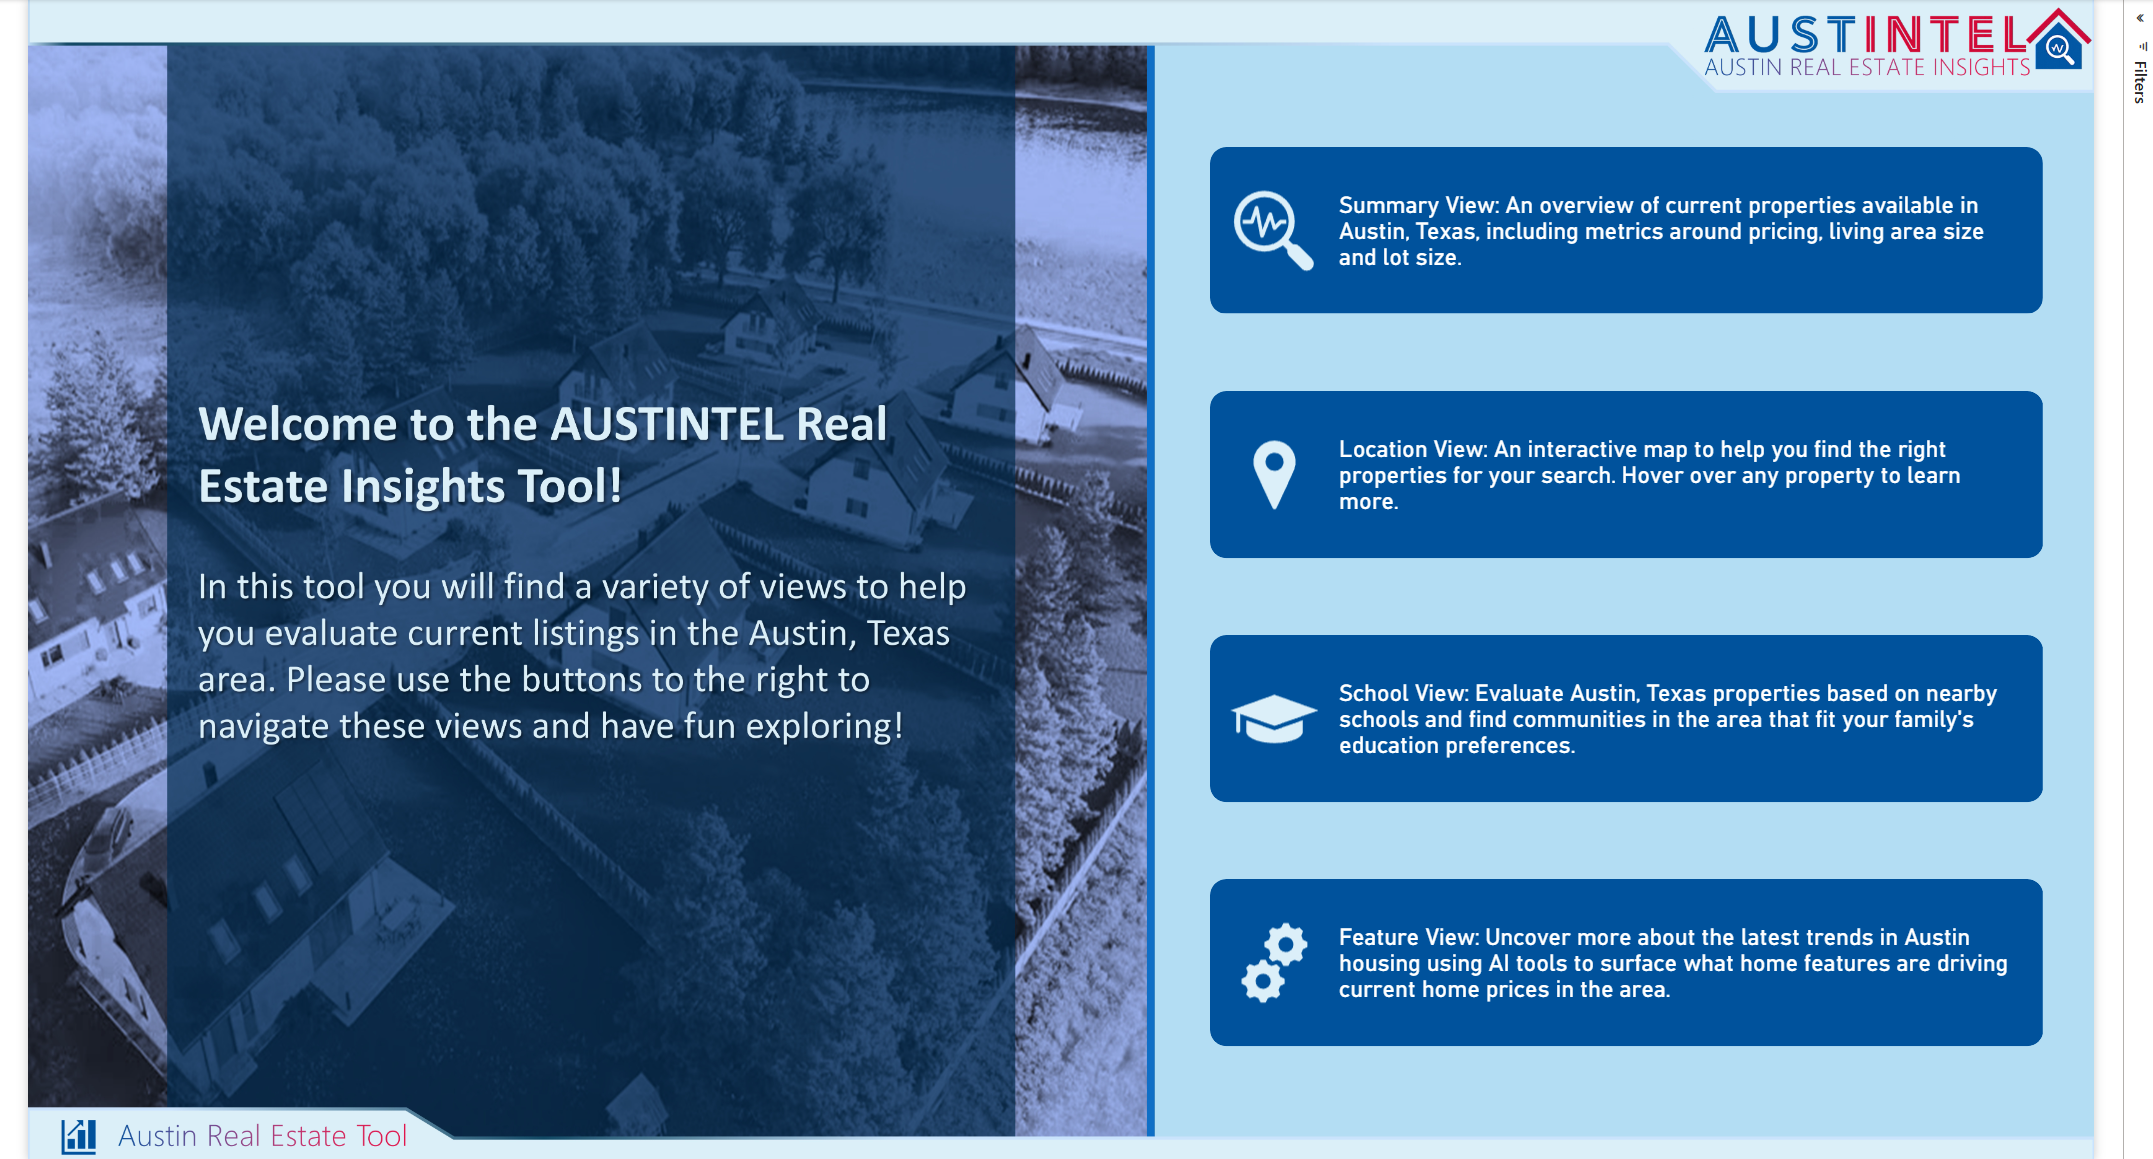 AUSTINTEL
AUSTIN REAL ESTATE INSIGHTS
Filters
Welcome to the AUSTINTEL Real
Estate Insights Tool!
In this tool you will find a variety of views to help
you evaluate current listings in the Austin, Texas
area. Please use the buttons to the right to
navigate these views and have fun exploring!
Summary View: An overview of current properties available in
Austin, Texas, including metrics around pricing, living area size
and lot size.
Location View: An interactive map to help you find the right
properties for your search. Hover over any property to learn
more.
School View: Evaluate Austin, Texas properties based on nearby
schools and find communities in the area that fit your family's
education preferences.
Feature View: Uncover more about the latest trends in Austin
housing using AI tools to surface what home features are driving
current home prices in the area.
Austin Real Estate Tool